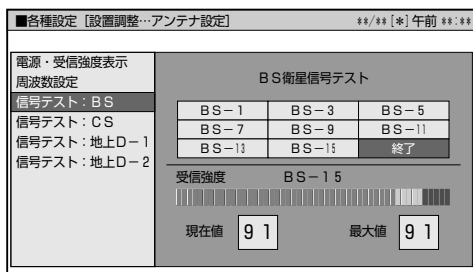 ■各種設定［設置調整…アンテナ設定］ **/**［*］午前 **:**
電源・受信強度表示
周波数設定
信号テスト：ＢＳ
信号テスト：ＣＳ
信号テスト：地上Ｄ－１
信号テスト：地上Ｄ－２
ＢＳ衛星信号テスト
ＢＳ－１ ＢＳ－３ ＢＳ－５
ＢＳ－７ ＢＳ－９ ＢＳ－11
ＢＳ－13 ＢＳ－15 終了
受信強度 ＢＳ－１５
現在値 ９１ 最大値 ９１